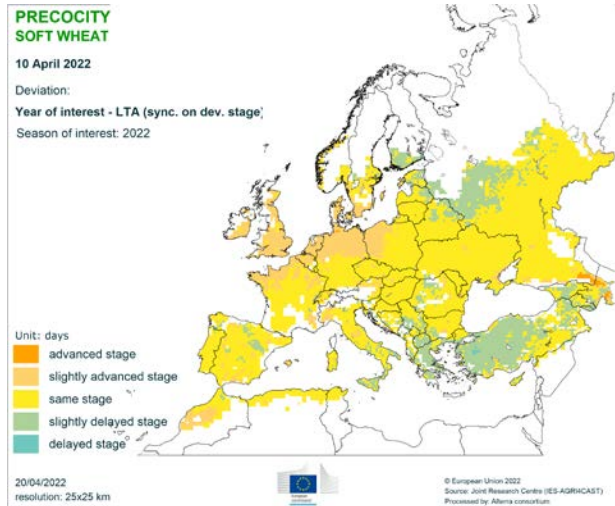 PRECOCITY
SOFT WHEAT
10 April 2022
Deviation:
Year of interest - LTA (sync. on dev. stage)
Season of interest: 2022
Unit: days
advanced stage
slightly advanced stage
same stage
slightly delayed stage
delayed stage
20/04/2022
resolution: 25x25 km
© European Union 2022
Source: Joint Research Centre (IES-AGRI4CAST)
Processed by: Alterra consortium